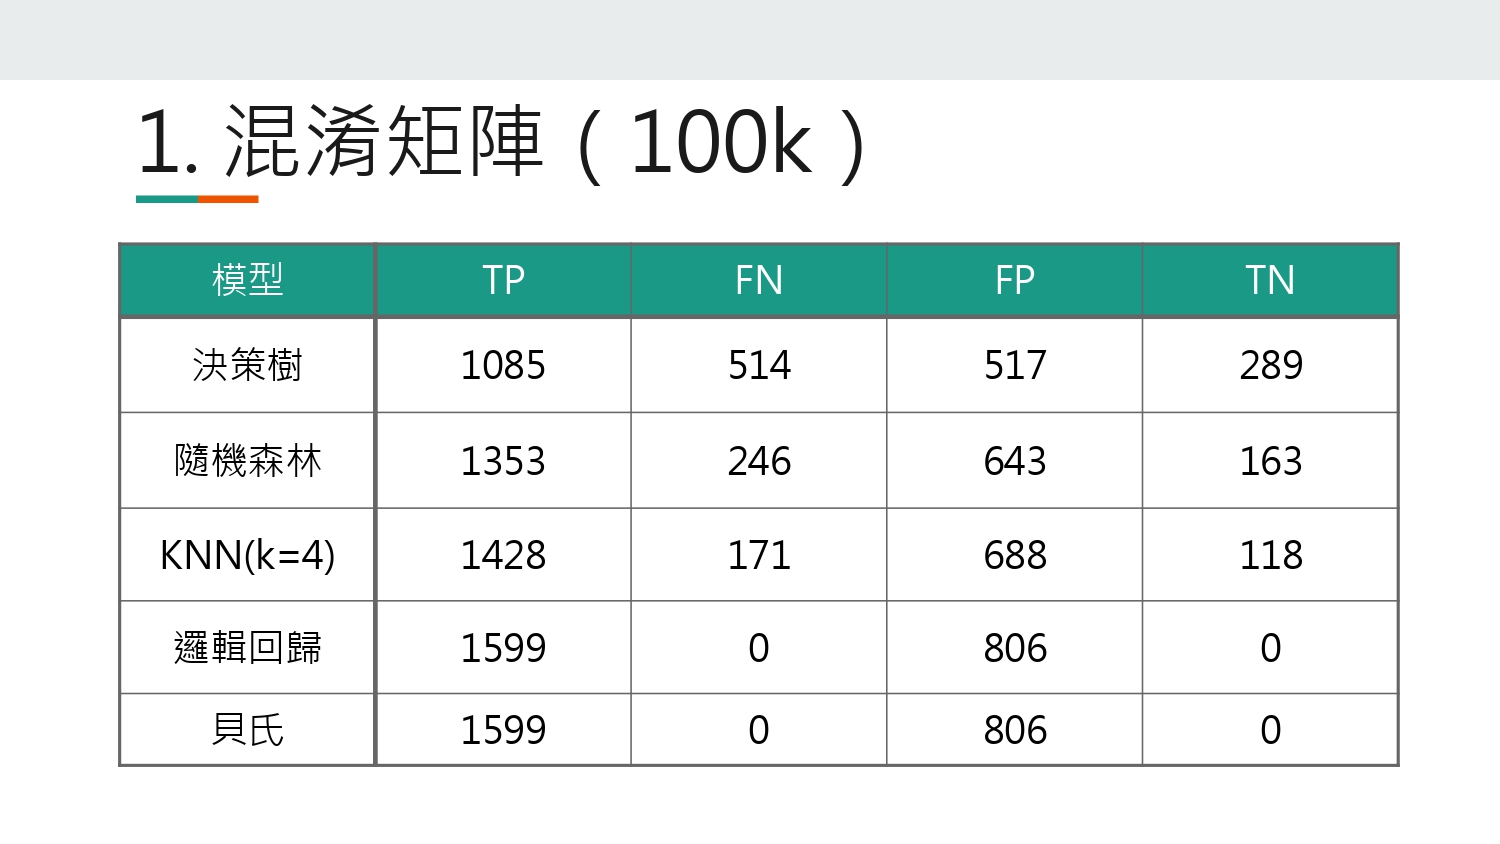 1. 混淆矩陣（100k）
模型 TP FN FP TN
決策樹 1085 514 517 289
隨機森林 1353 246 643 163
KNN(k=4) 1428 171 688 118
邏輯回歸 1599 0 806 0
貝氏 1599 0 806 0